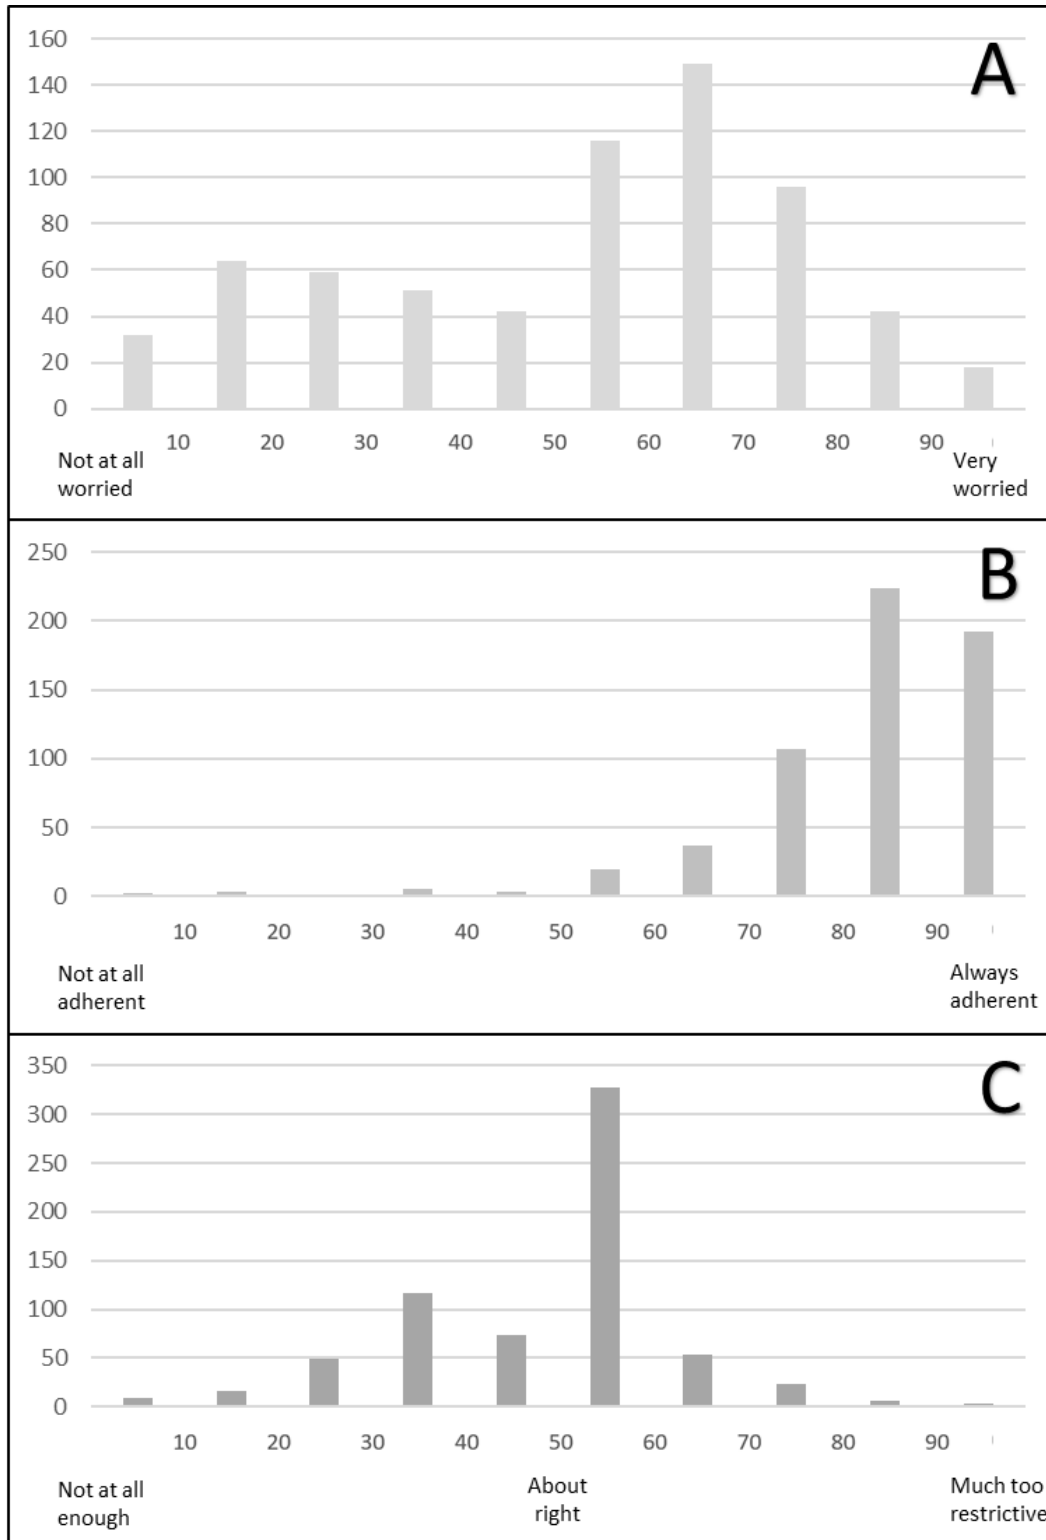 A
160
140
120
100
80
60
40
20
0
10 20 30 40 50 60 70 80 90
Not at all Very
worried worried
B
250
200
150
100
50
0
10 20 30 40 50 60 70 80 90
Not at all Always
adherent adherent
C
350
300
250
200
150
100
50
0
10 20 30 40 50 60 70 80 90
Not at all About Much too
enough right restrictive